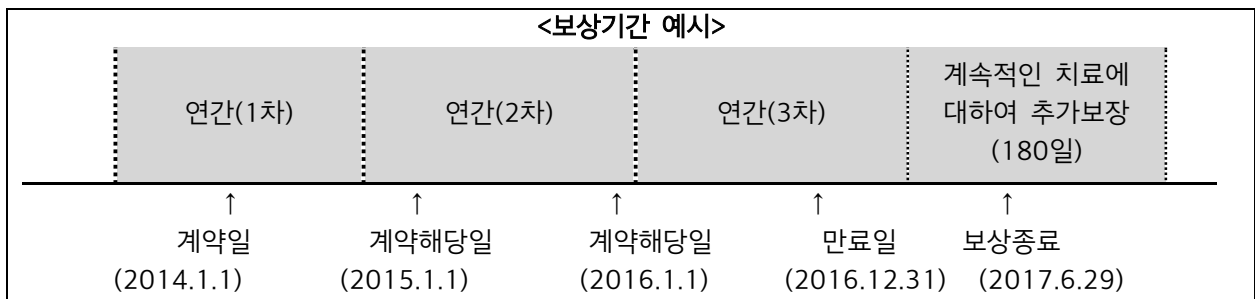 <보상기간 예시>
연간(1차) 연간(2차) 연간(3차) 계속적인 치료에
대하여 추가보장
(180일)
↑ ↑ ↑ ↑ ↑
계약일 계약해당일 계약해당일 만료일 보상종료
(2014.1.1) (2015.1.1) (2016.1.1) (2016.12.31) (2017.6.29)